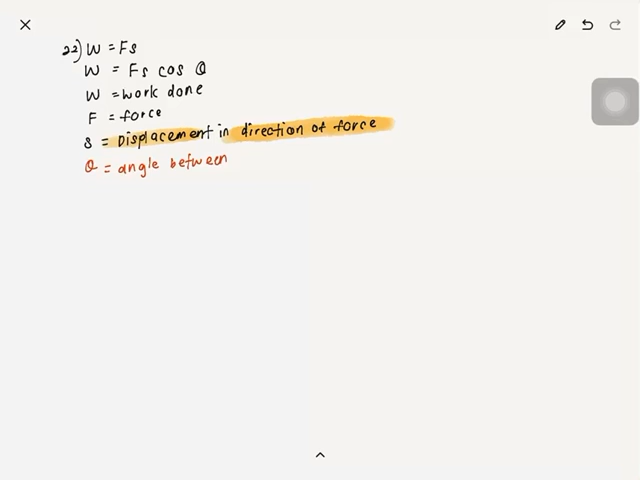 22) W = Fs
W = Fs cos θ
W = work done
F = force
s = Displacement in direction of force
θ = angle between